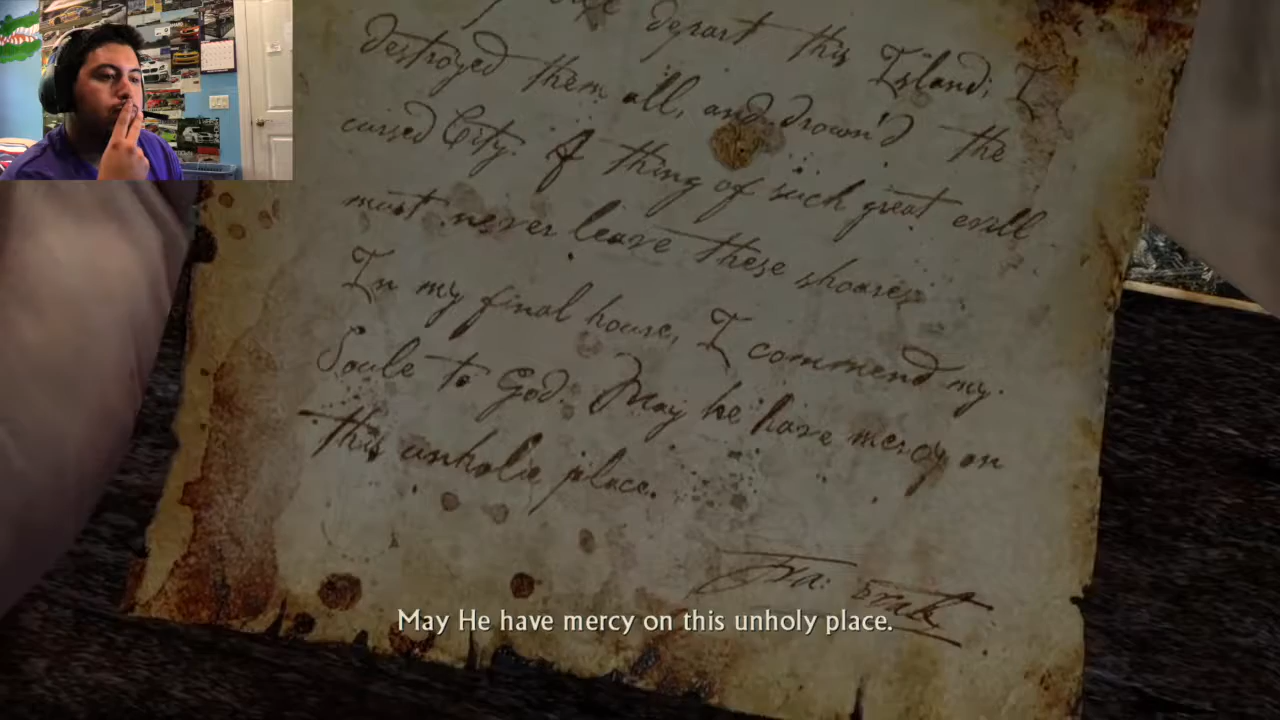 depart this Island; I
destroyed them all, and drown'd the
cursed City. A thing of such great evill
must never leave these shoares
In my final house, I commend my
Soule to God. May he have mercy on
this unholie place.
Fra:
May He have mercy on this unholy place.